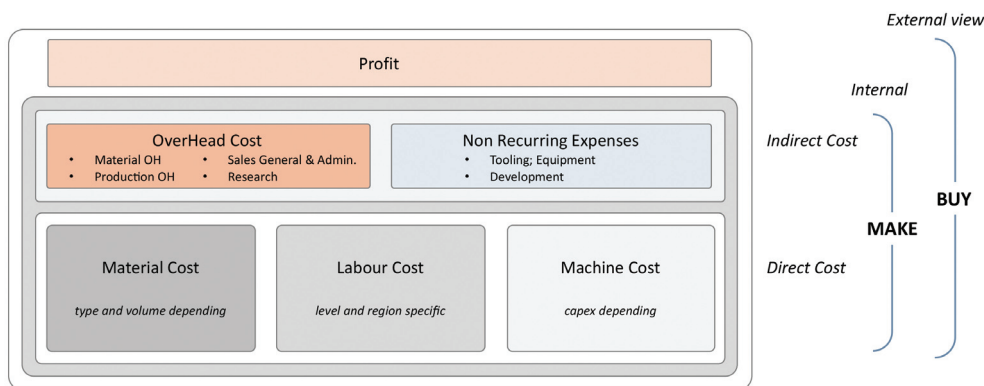 External view
Profit
Internal
OverHead Cost
• Material OH
• Production OH
• Sales General & Admin.
• Research
Non Recurring Expenses
• Tooling; Equipment
• Development
Indirect Cost
BUY
MAKE
Material Cost
type and volume depending
Labour Cost
level and region specific
Machine Cost
capex depending
Direct Cost